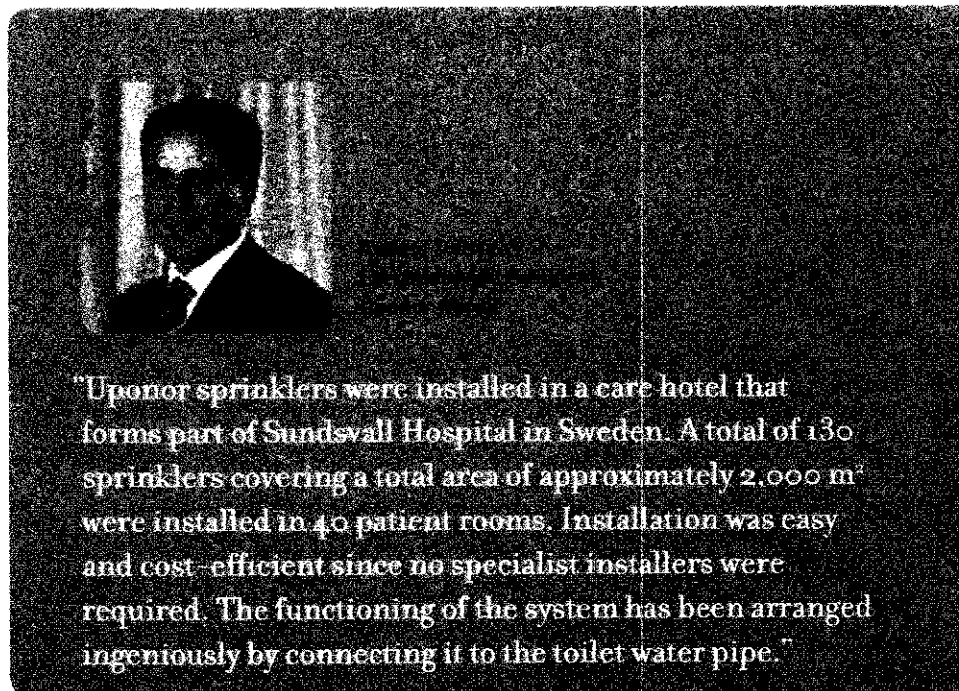 "Uponor sprinklers were installed in a care hotel that
forms part of Sundsvall Hospital in Sweden. A total of 130
sprinklers covering a total area of approximately 2,000 m²
were installed in 40 patient rooms. Installation was easy
and cost-efficient since no specialist installers were
required. The functioning of the system has been arranged
ingeniously by connecting it to the toilet water pipe."